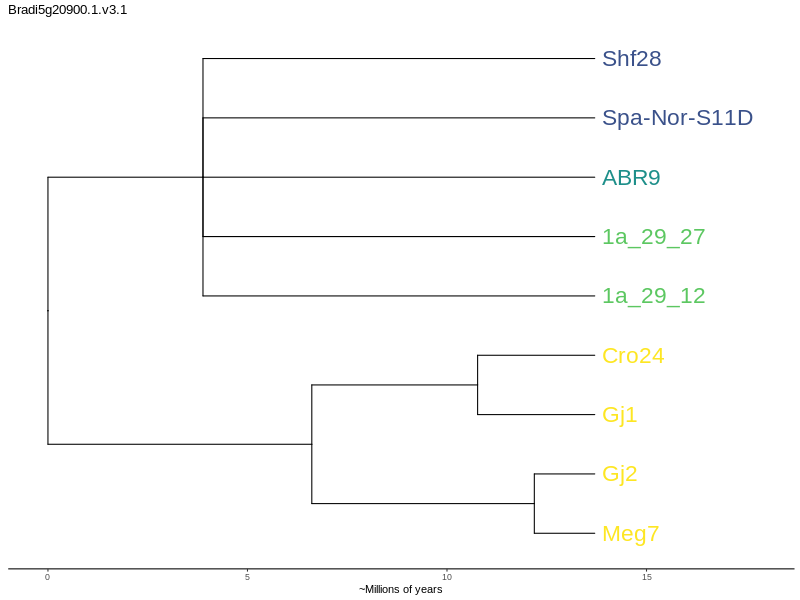 Bradi5g20900.1.v3.1
Shf28
Spa-Nor-S11D
ABR9
1a_29_27
1a_29_12
Cro24
Gj1
Gj2
Meg7
0 5 10 15
~Millions of years